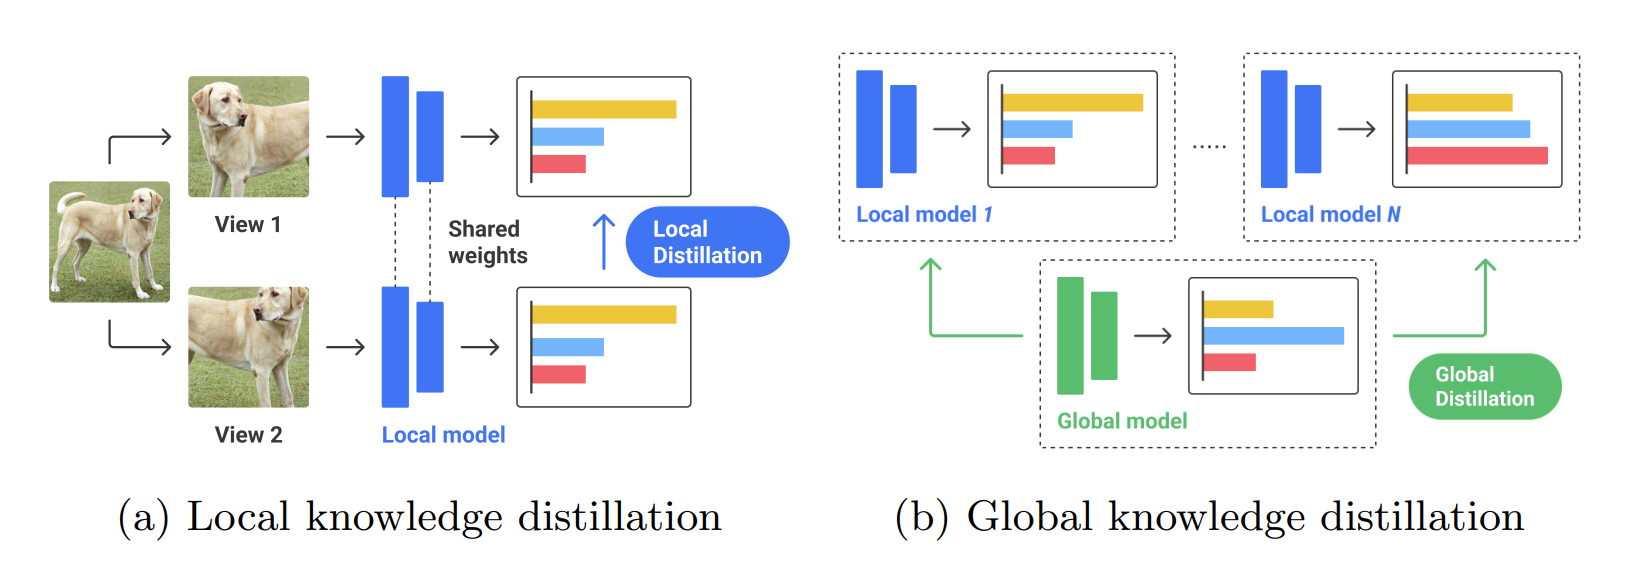 View 1
Shared
weights
Local
Distillation
View 2
Local model
(a) Local knowledge distillation
Local model 1
.....
Local model N
Global model
Global
Distillation
(b) Global knowledge distillation